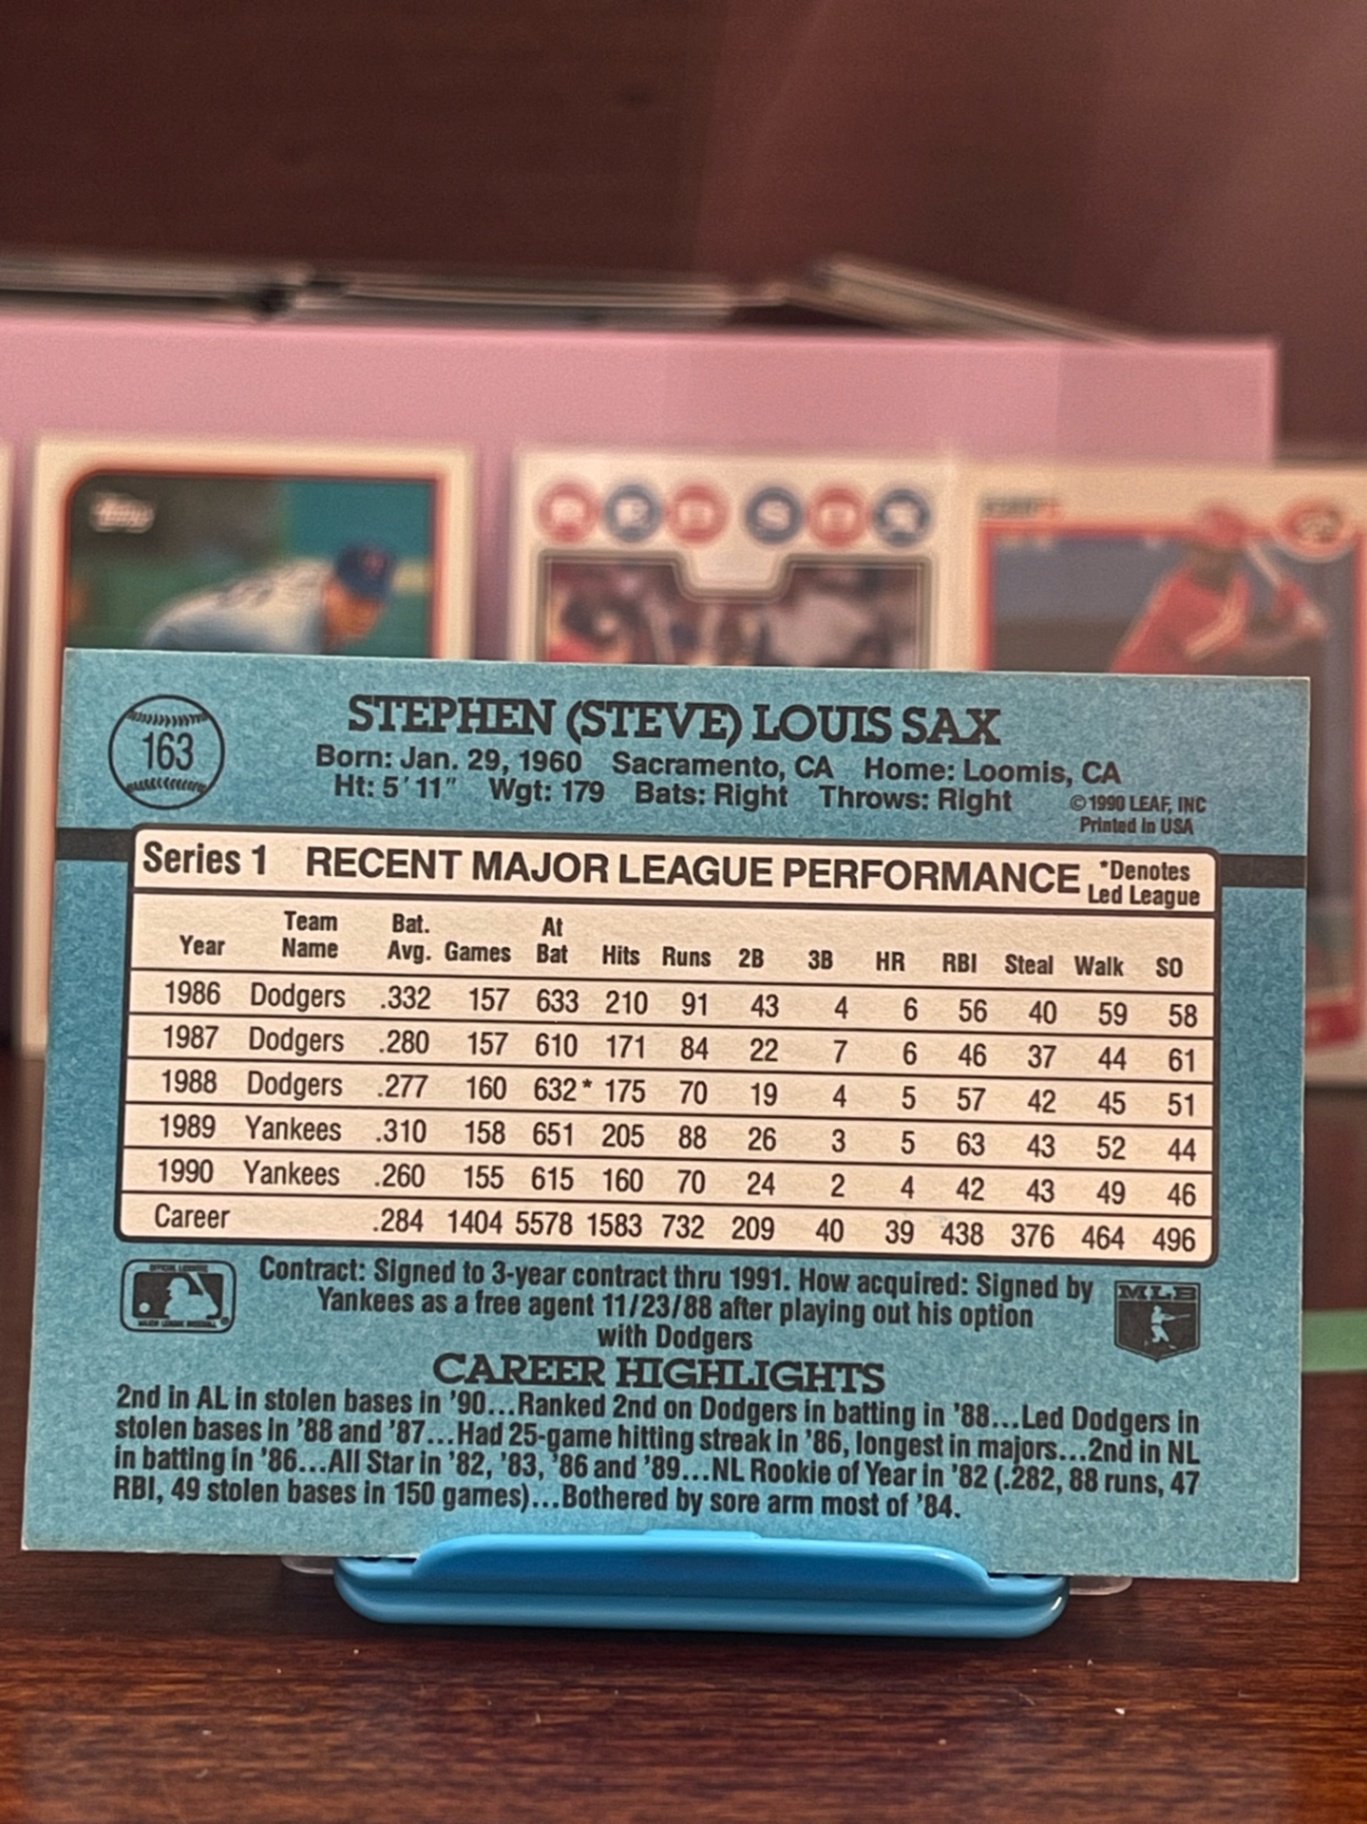 Topps
RED SOX
163
STEPHEN (STEVE) LOUIS SAX
Born: Jan. 29, 1960 Sacramento, CA Home: Loomis, CA
Ht: 5' 11" Wgt: 179 Bats: Right Throws: Right
©1990 LEAF, INC
Printed in USA
Series 1 RECENT MAJOR LEAGUE PERFORMANCE *Denotes Led League
Year Team Name Bat. Avg. Games At Bat Hits Runs 2B 3B HR RBI Steal Walk SO
1986 Dodgers .332 157 633 210 91 43 4 6 56 40 59 58
1987 Dodgers .280 157 610 171 84 22 7 6 46 37 44 61
1988 Dodgers .277 160 632* 175 70 19 4 5 57 42 45 51
1989 Yankees .310 158 651 205 88 26 3 5 63 43 52 44
1990 Yankees .260 155 615 160 70 24 2 4 42 43 49 46
Career .284 1404 5578 1583 732 209 40 39 438 376 464 496
Contract: Signed to 3-year contract thru 1991. How acquired: Signed by
Yankees as a free agent 11/23/88 after playing out his option
with Dodgers
MLB
CAREER HIGHLIGHTS
2nd in AL in stolen bases in '90...Ranked 2nd on Dodgers in batting in '88...Led Dodgers in
stolen bases in '88 and '87...Had 25-game hitting streak in '86, longest in majors...2nd in NL
in batting in '86...All Star in '82, '83, '86 and '89...NL Rookie of Year in '82 (.282, 88 runs, 47
RBI, 49 stolen bases in 150 games)...Bothered by sore arm most of '84.